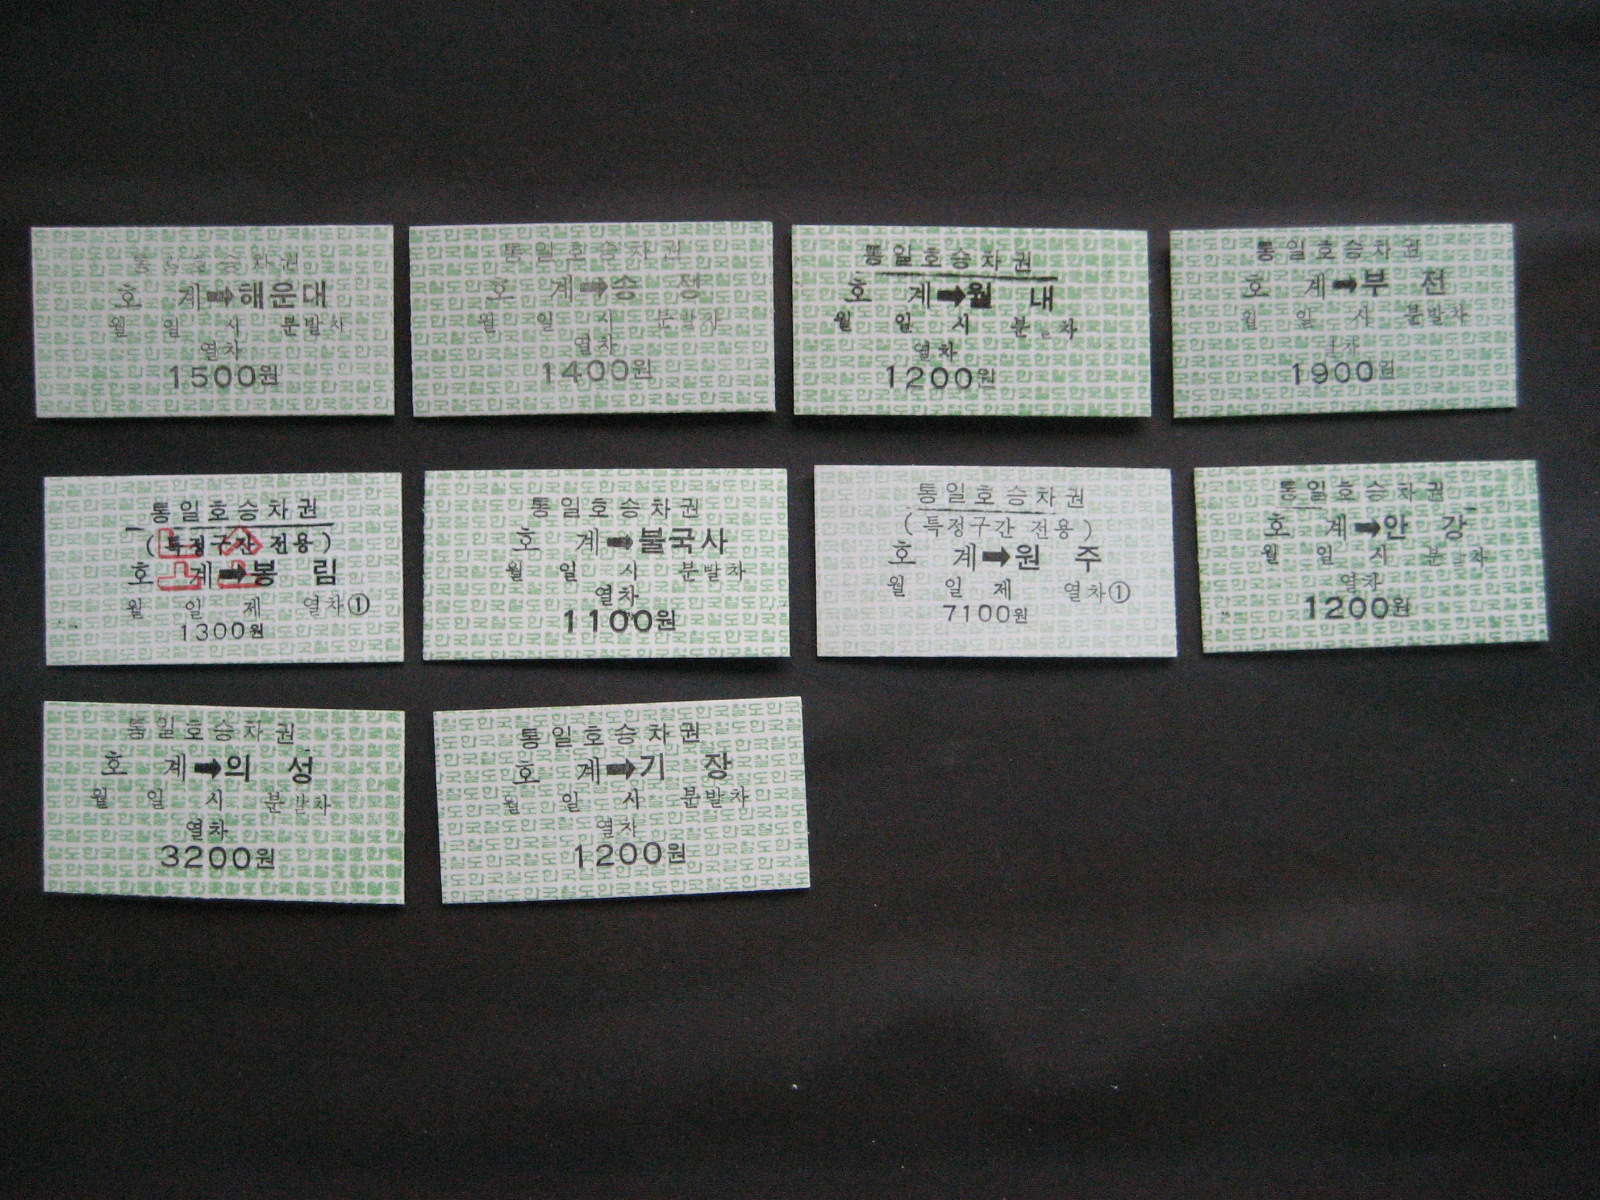 통일호승차권
호 계➡해운대
월 일 시 분발차
열차
1500원
통일호승차권
호 계➡송 정
월 일 시 분발차
열차
1400원
통일호승차권
호 계➡월 내
월 일 시 분발차
열차
1200원
통일호승차권
호 계➡부 전
월 일 시 분발차
열차
1900원
통일호승차권
(특정구간 전용)
호 계➡봉 림
월 일 제 열차①
1300원
통일호승차권
호 계➡불국사
월 일 시 분발차
열차
1100원
통일호승차권
(특정구간 전용)
호 계➡원 주
월 일 제 열차①
7100원
통일호승차권
호 계➡안 강
월 일 시 분발차
열차
1200원
통일호승차권
호 계➡의 성
월 일 시 분발차
열차
3200원
통일호승차권
호 계➡기 장
월 일 시 분발차
열차
1200원